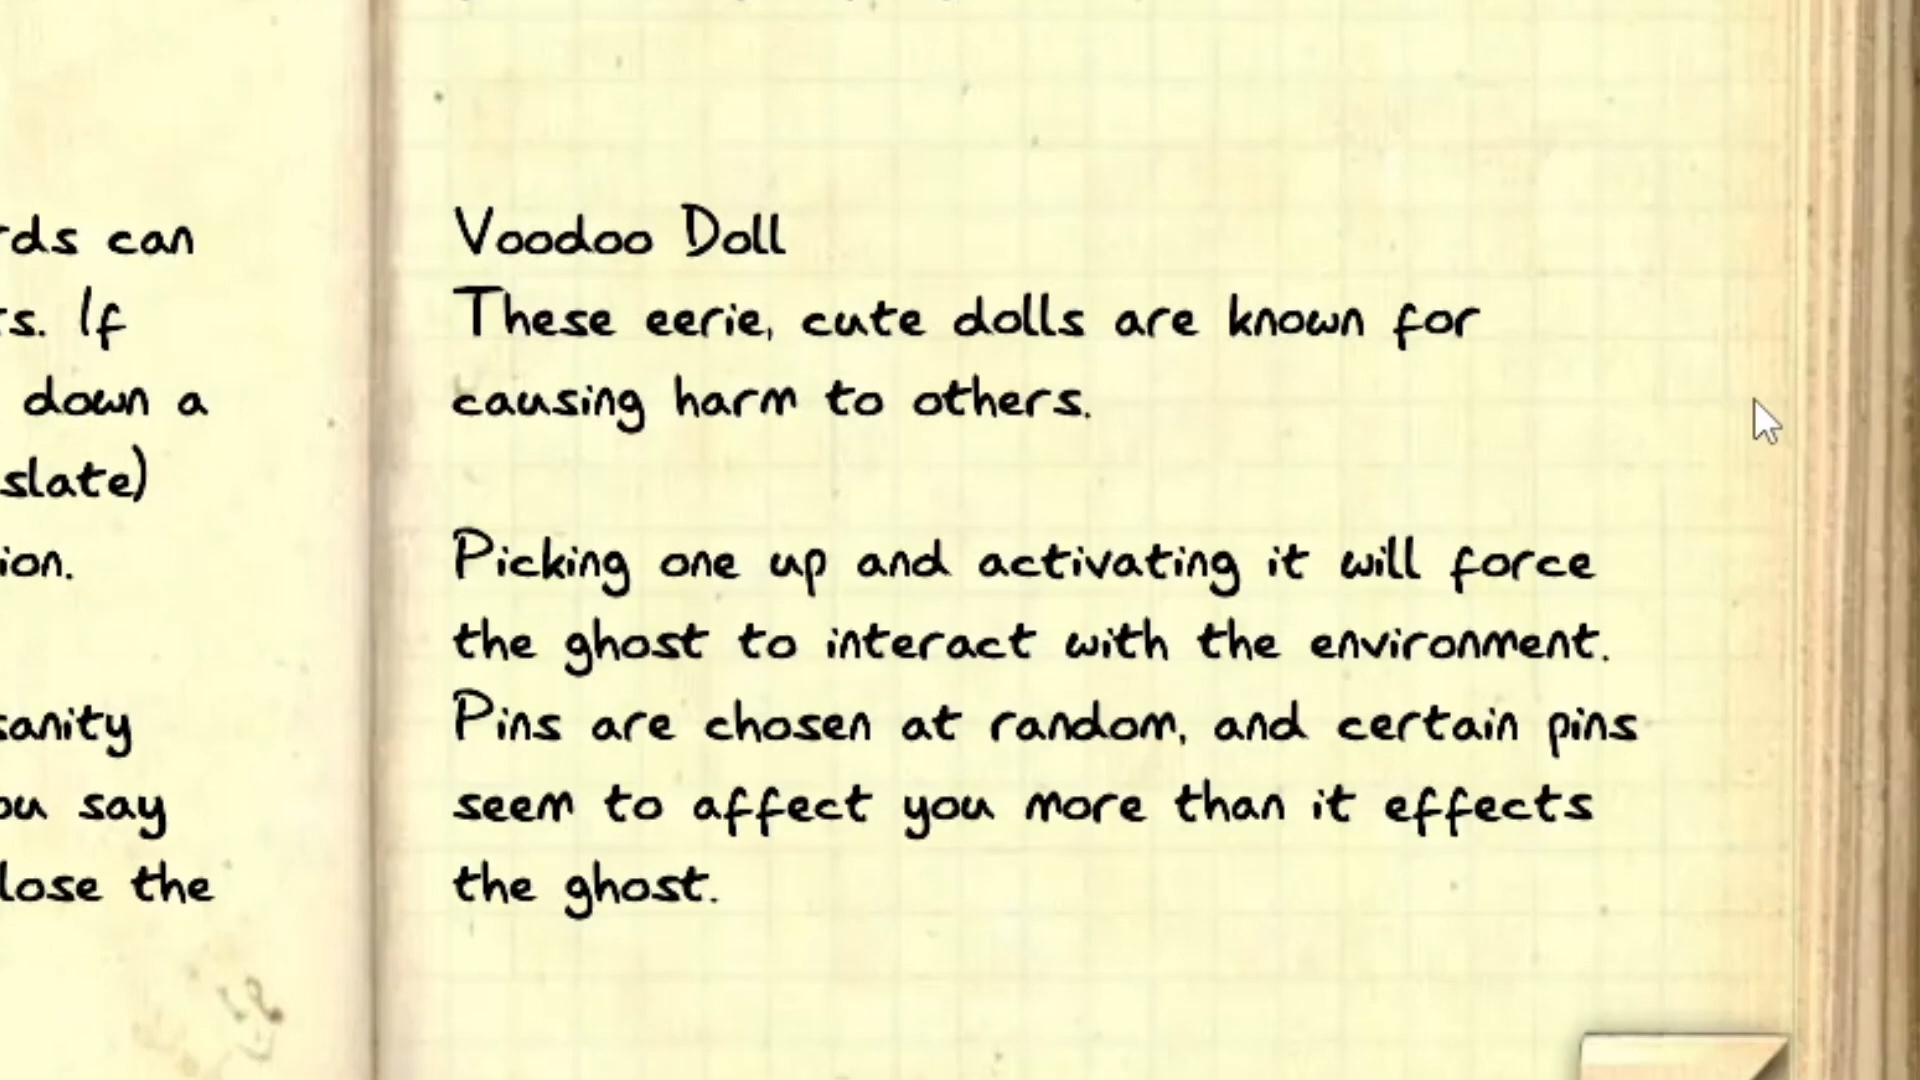 rds can
s. If
down a
slate)
ion.
sanity
ou say
lose the
Voodoo Doll
These eerie, cute dolls are known for
causing harm to others.
Picking one up and activating it will force
the ghost to interact with the environment.
Pins are chosen at random, and certain pins
seem to affect you more than it effects
the ghost.